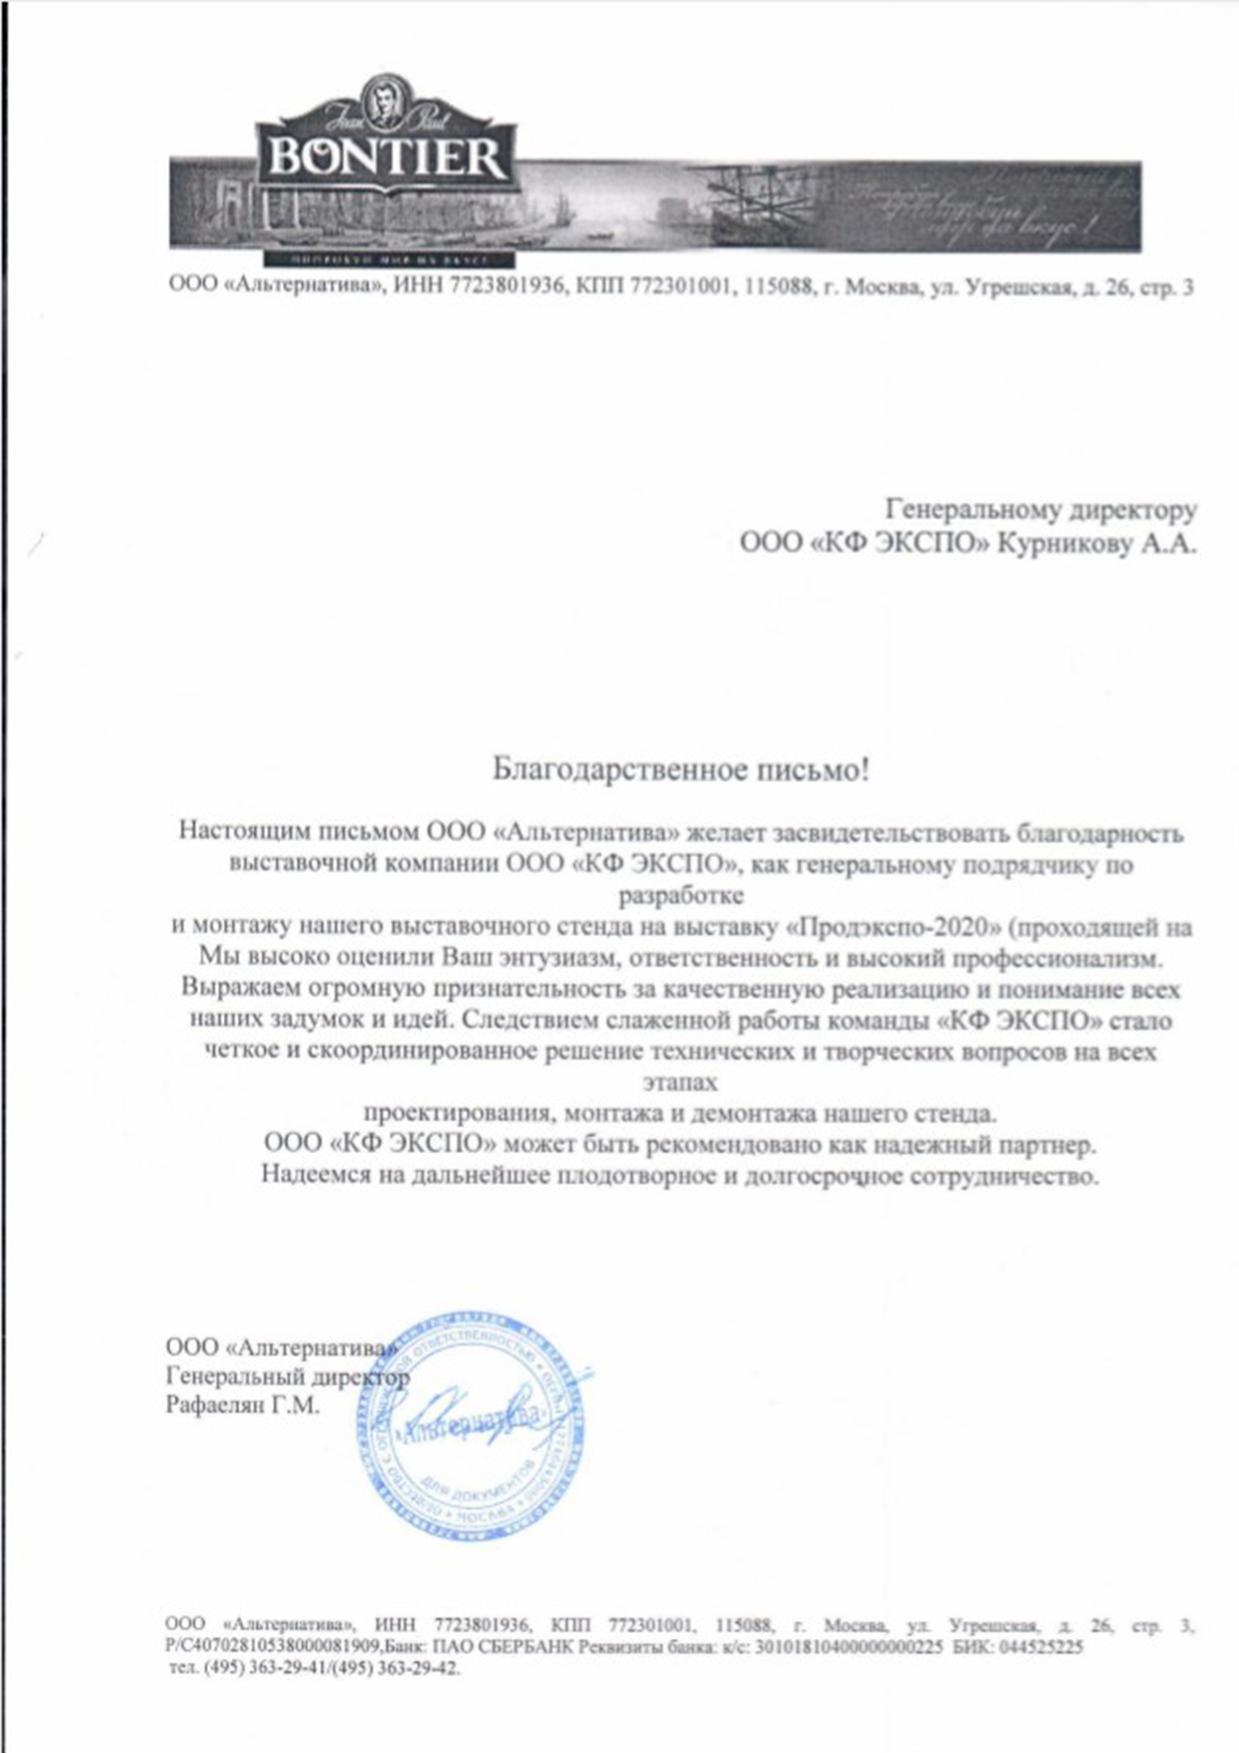 Jean Paul
BONTIER
ПОПРОБУЙ МИР НА ВКУС!
ООО «Альтернатива», ИНН 7723801936, КПП 772301001, 115088, г. Москва, ул. Угрешская, д. 26, стр. 3
Генеральному директору
ООО «КФ ЭКСПО» Курникову А.А.
Благодарственное письмо!
Настоящим письмом ООО «Альтернатива» желает засвидетельствовать благодарность
выставочной компании ООО «КФ ЭКСПО», как генеральному подрядчику по
разработке
и монтажу нашего выставочного стенда на выставку «Продэкспо-2020» (проходящей на
Мы высоко оценили Ваш энтузиазм, ответственность и высокий профессионализм.
Выражаем огромную признательность за качественную реализацию и понимание всех
наших задумок и идей. Следствием слаженной работы команды «КФ ЭКСПО» стало
четкое и скоординированное решение технических и творческих вопросов на всех
этапах
проектирования, монтажа и демонтажа нашего стенда.
ООО «КФ ЭКСПО» может быть рекомендовано как надежный партнер.
Надеемся на дальнейшее плодотворное и долгосрочное сотрудничество.
ООО «Альтернатива»
Генеральный директор
Рафаелян Г.М.
ОБЩЕСТВО С ОГРАНИЧЕННОЙ ОТВЕТСТВЕННОСТЬЮ
«Альтернатива»
ДЛЯ ДОКУМЕНТОВ
МОСКВА
ООО «Альтернатива», ИНН 7723801936, КПП 772301001, 115088, г. Москва, ул. Угрешская, д. 26, стр. 3,
Р/С40702810538000081909,Банк: ПАО СБЕРБАНК Реквизиты банка: к/с: 30101810400000000225 БИК: 044525225
тел. (495) 363-29-41/(495) 363-29-42.